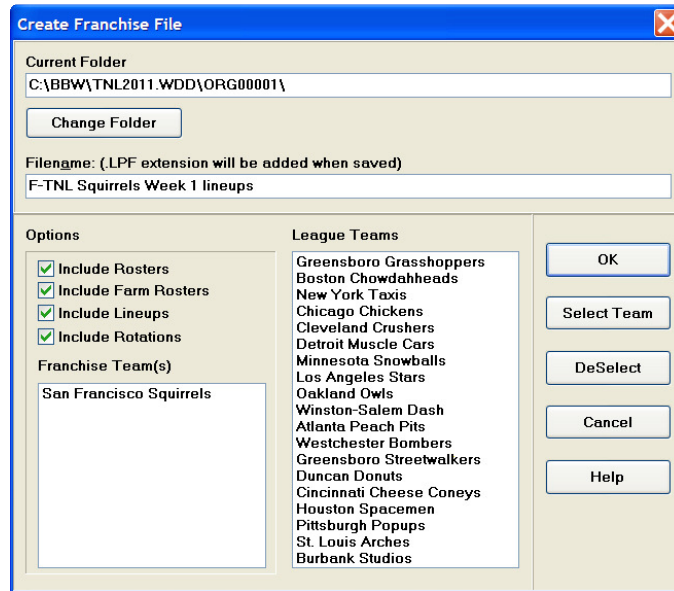 Create Franchise File
Current Folder
C:\BBW\TNL2011.WDD\ORG00001\
Change Folder
Filename: (.LPF extension will be added when saved)
F-TNL Squirrels Week 1 lineups
Options
Include Rosters
Include Farm Rosters
Include Lineups
Include Rotations
Franchise Team(s)
San Francisco Squirrels
League Teams
Greensboro Grasshoppers
Boston Chowdahheads
New York Taxis
Chicago Chickens
Cleveland Crushers
Detroit Muscle Cars
Minnesota Snowballs
Los Angeles Stars
Oakland Owls
Winston-Salem Dash
Atlanta Peach Pits
Westchester Bombers
Greensboro Streetwalkers
Duncan Donuts
Cincinnati Cheese Coneys
Houston Spacemen
Pittsburgh Popups
St. Louis Arches
Burbank Studios
OK
Select Team
DeSelect
Cancel
Help